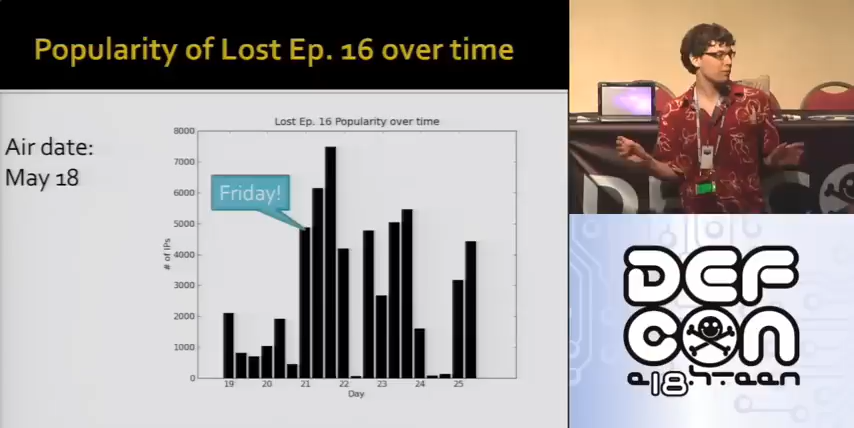 Popularity of Lost Ep. 16 over time
Air date:
May 18
Lost Ep. 16 Popularity over time
8000
7000
6000
5000
4000
3000
2000
1000
0
# of IPs
Friday!
19
20
21
22
23
24
25
Day
DEF
CON
18